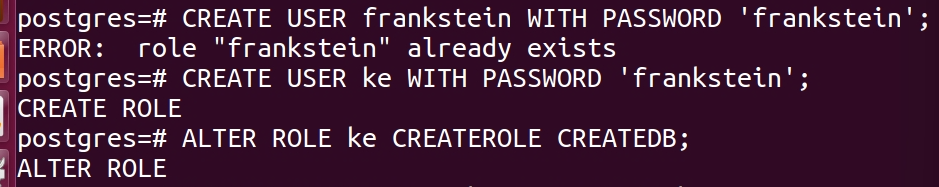 postgres=# CREATE USER frankstein WITH PASSWORD 'frankstein';
ERROR:  role "frankstein" already exists
postgres=# CREATE USER ke WITH PASSWORD 'frankstein';
CREATE ROLE
postgres=# ALTER ROLE ke CREATEROLE CREATEDB;
ALTER ROLE